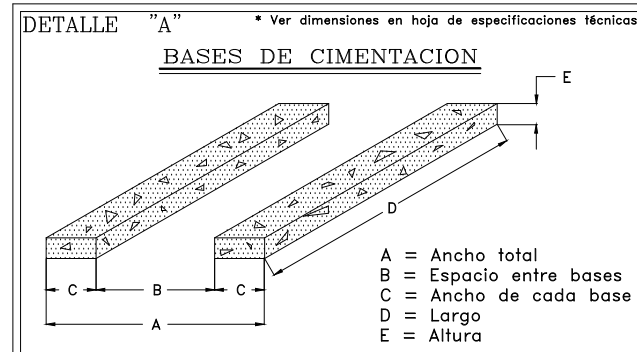 DETALLE "A"
* Ver dimensiones en hoja de especificaciones técnicas
BASES DE CIMENTACION
E
D
C
B
C
A
A = Ancho total
B = Espacio entre bases
C = Ancho de cada base
D = Largo
E = Altura